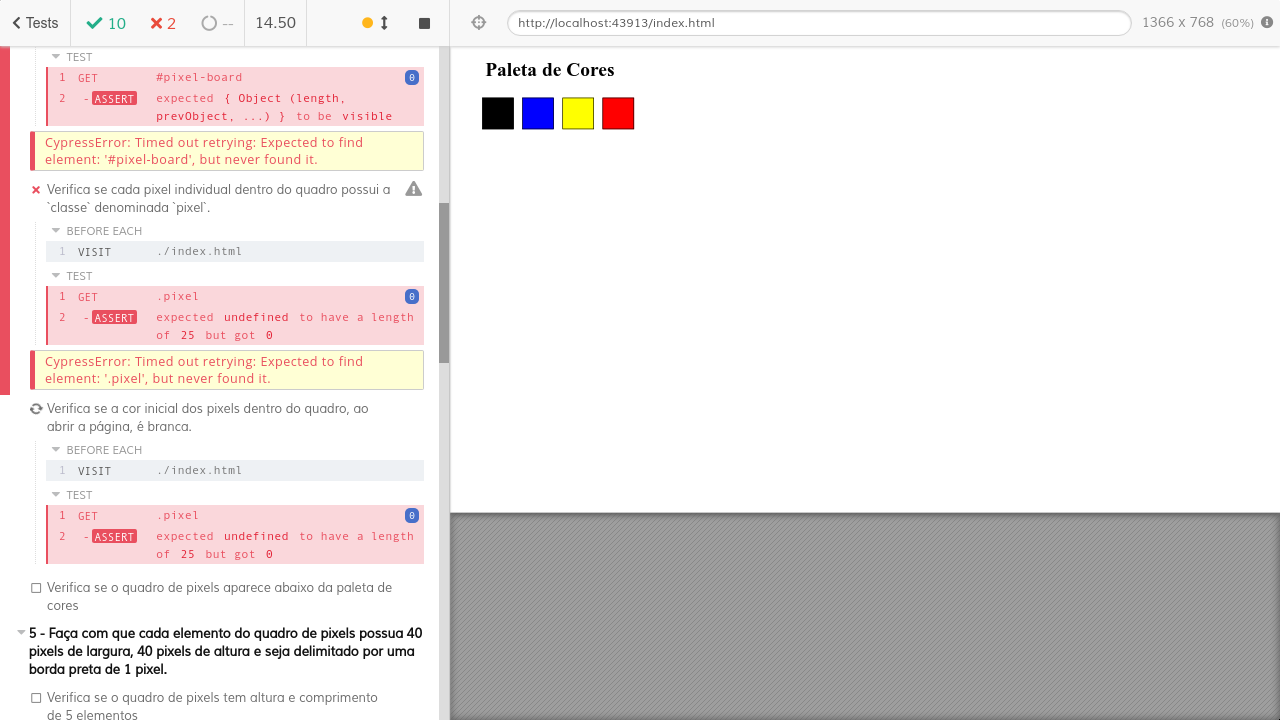 Tests
10
2
--
14.50
http://localhost:43913/index.html
1366 x 768 (60%)
TEST
1 GET #pixel-board 0
2 -ASSERT expected { Object (length,
prevObject, ...) } to be visible
CypressError: Timed out retrying: Expected to find
element: '#pixel-board', but never found it.
Verifica se cada pixel individual dentro do quadro possui a
`classe` denominada `pixel`.
BEFORE EACH
1 VISIT ./index.html
TEST
1 GET .pixel 0
2 -ASSERT expected undefined to have a length
of 25 but got 0
CypressError: Timed out retrying: Expected to find
element: '.pixel', but never found it.
Verifica se a cor inicial dos pixels dentro do quadro, ao
abrir a página, é branca.
BEFORE EACH
1 VISIT ./index.html
TEST
1 GET .pixel 0
2 -ASSERT expected undefined to have a length
of 25 but got 0
Verifica se o quadro de pixels aparece abaixo da paleta de
cores
5 - Faça com que cada elemento do quadro de pixels possua 40
pixels de largura, 40 pixels de altura e seja delimitado por uma
borda preta de 1 pixel.
Verifica se o quadro de pixels tem altura e comprimento
de 5 elementos
Paleta de Cores